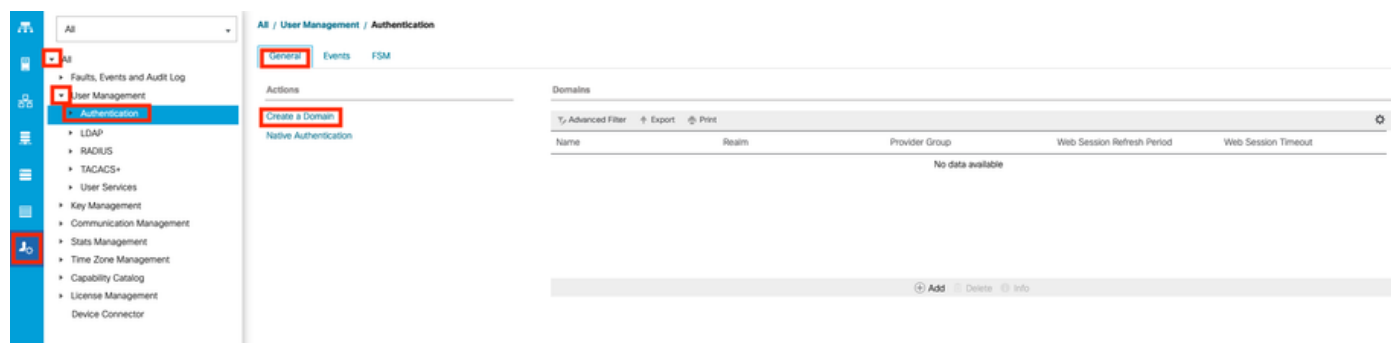 All
All / User Management / Authentication
All
General Events FSM
Faults, Events and Audit Log
User Management
Actions
Domains
Authentication
Create a Domain
Advanced Filter Export Print
LDAP
Native Authentication
Name Realm Provider Group Web Session Refresh Period Web Session Timeout
RADIUS
No data available
TACACS+
User Services
Key Management
Communication Management
Stats Management
Time Zone Management
Capability Catalog
Add Delete Info
License Management
Device Connector